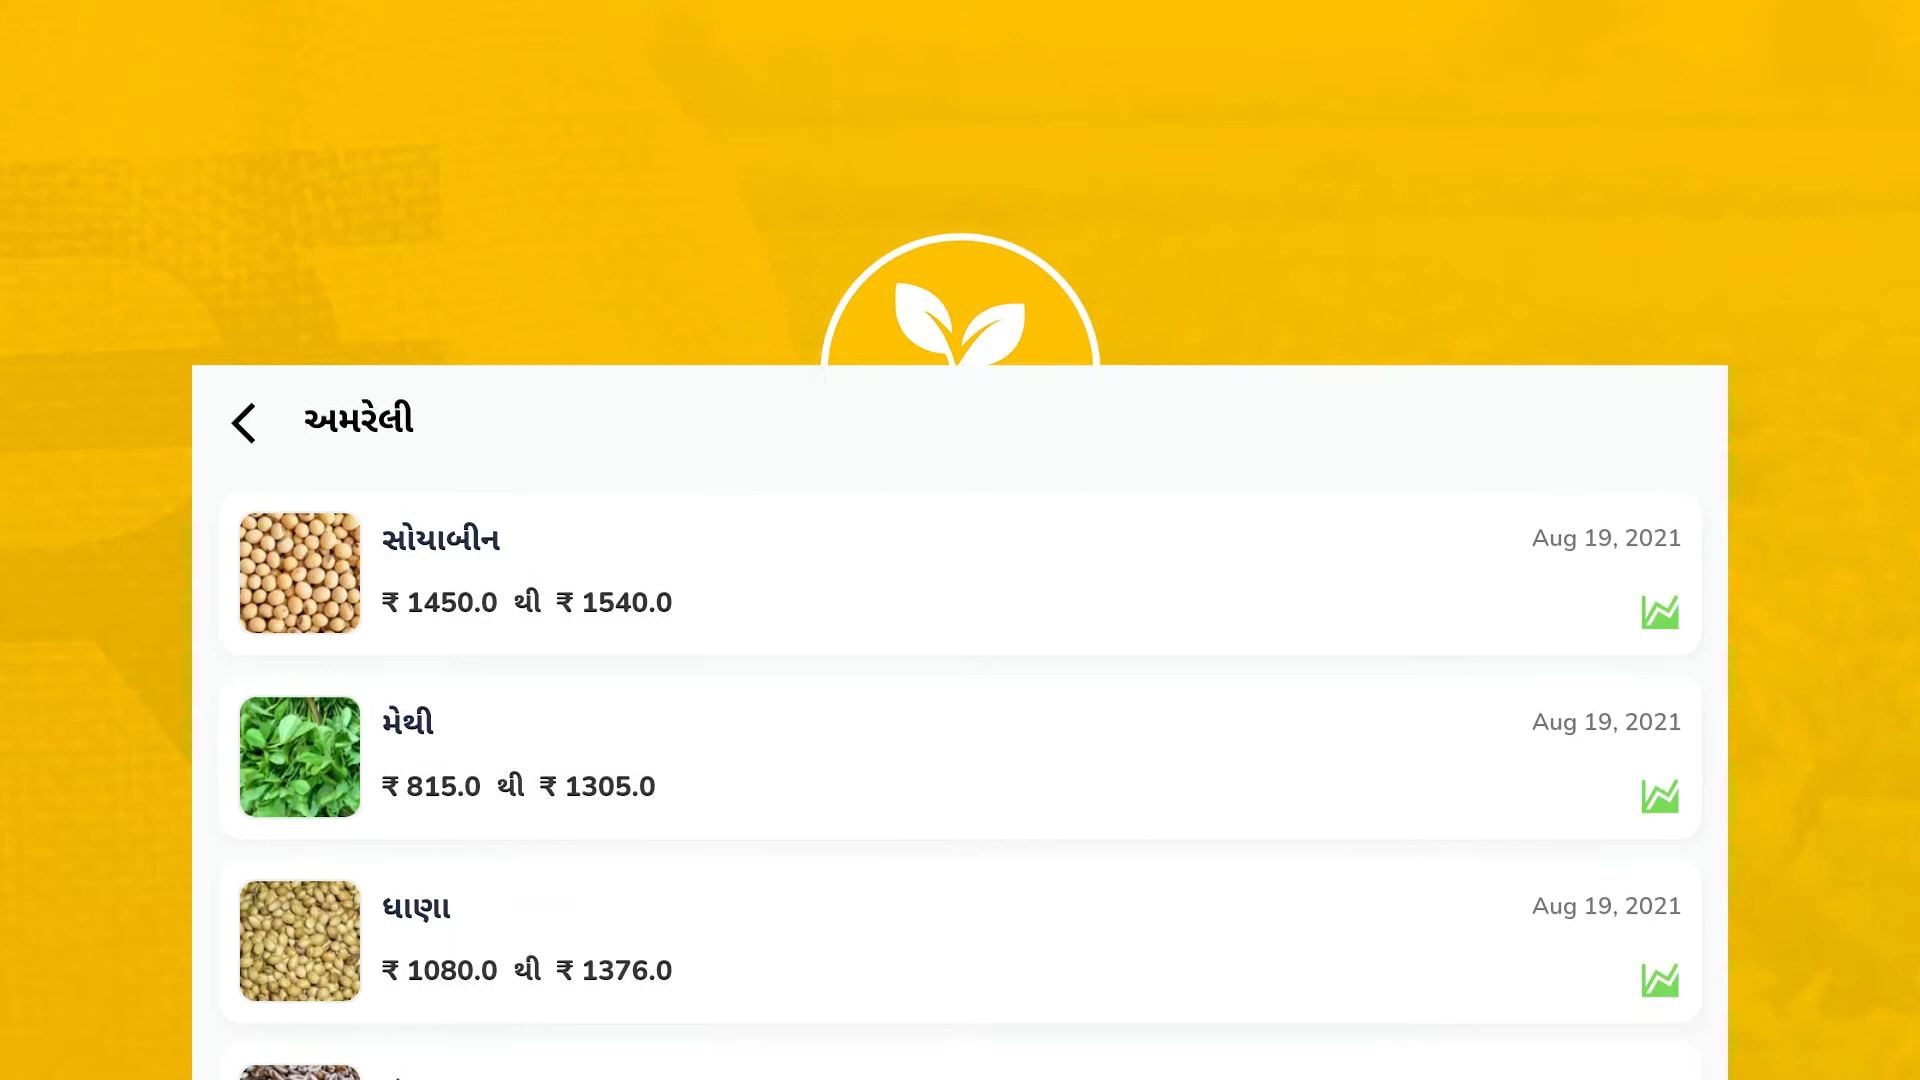 અમરેલી
સોયાબીન
Aug 19, 2021
₹ 1450.0 થી ₹ 1540.0
મેથી
Aug 19, 2021
₹ 815.0 થી ₹ 1305.0
ધાણા
Aug 19, 2021
₹ 1080.0 થી ₹ 1376.0